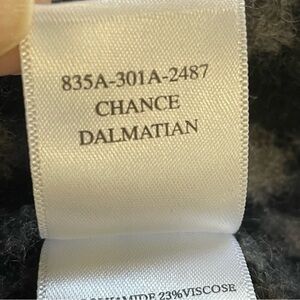 835A-301A-2487
CHANCE
DALMATIAN
23%VISCOSE